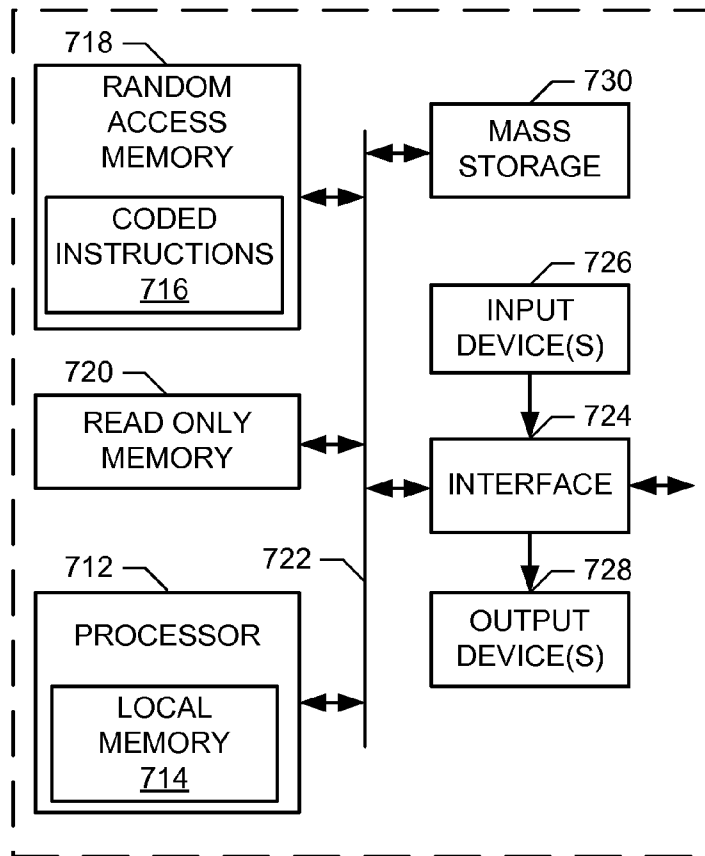 718
RANDOM
ACCESS
MEMORY
CODED
INSTRUCTIONS
716
720
READ ONLY
MEMORY
712
PROCESSOR
LOCAL
MEMORY
714
722
730
MASS
STORAGE
726
INPUT
DEVICE(S)
724
INTERFACE
728
OUTPUT
DEVICE(S)